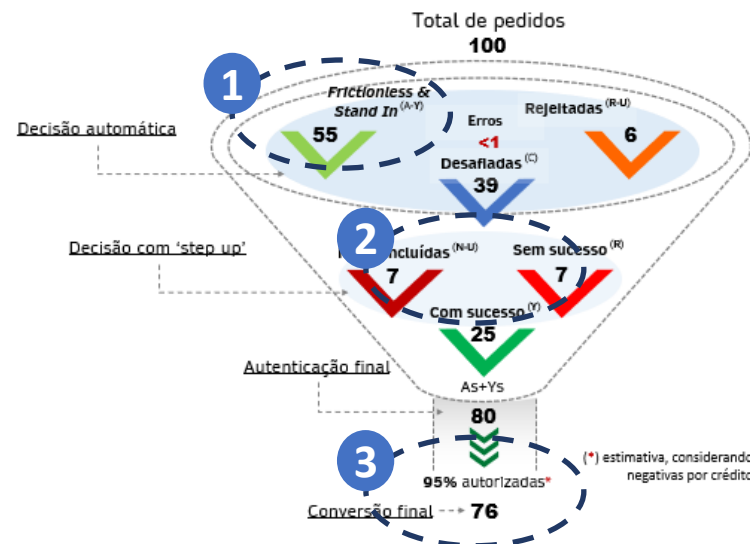 Total de pedidos
100
1
Frictionless &
Stand In (A-Y)
55
Erros
<1
Rejeitadas (R-U)
6
Decisão automática
Desafiadas (C)
39
2
Decisão com ‘step up’
ncluídas (N-U)
7
Sem sucesso (R)
7
Com sucesso (Y)
25
Autenticação final
As+Ys
80
3
95% autorizadas*
(*) estimativa, considerando
negativas por crédito
Conversão final
76